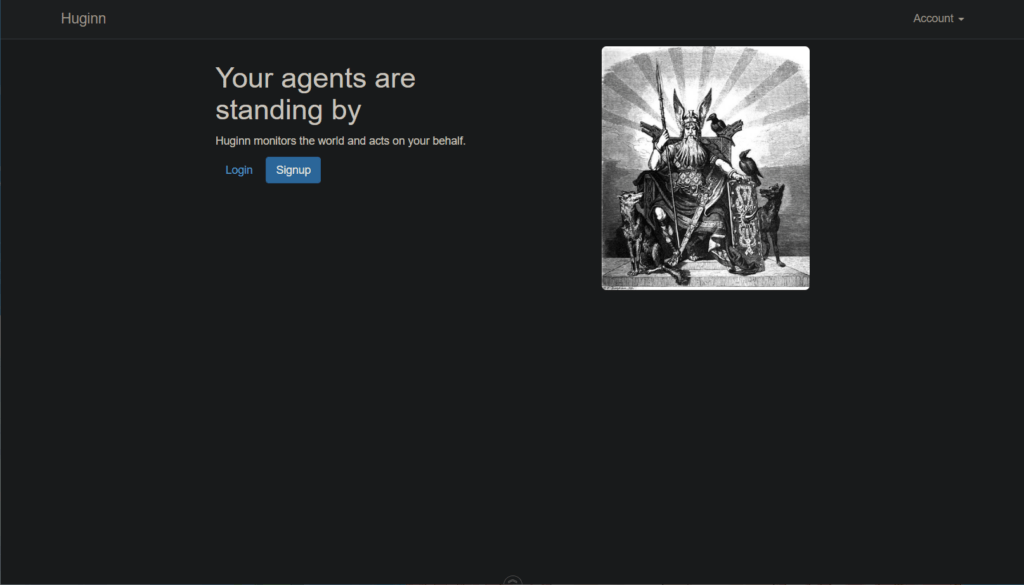 Huginn
Account
Your agents are
standing by
Huginn monitors the world and acts on your behalf.
Login
Signup